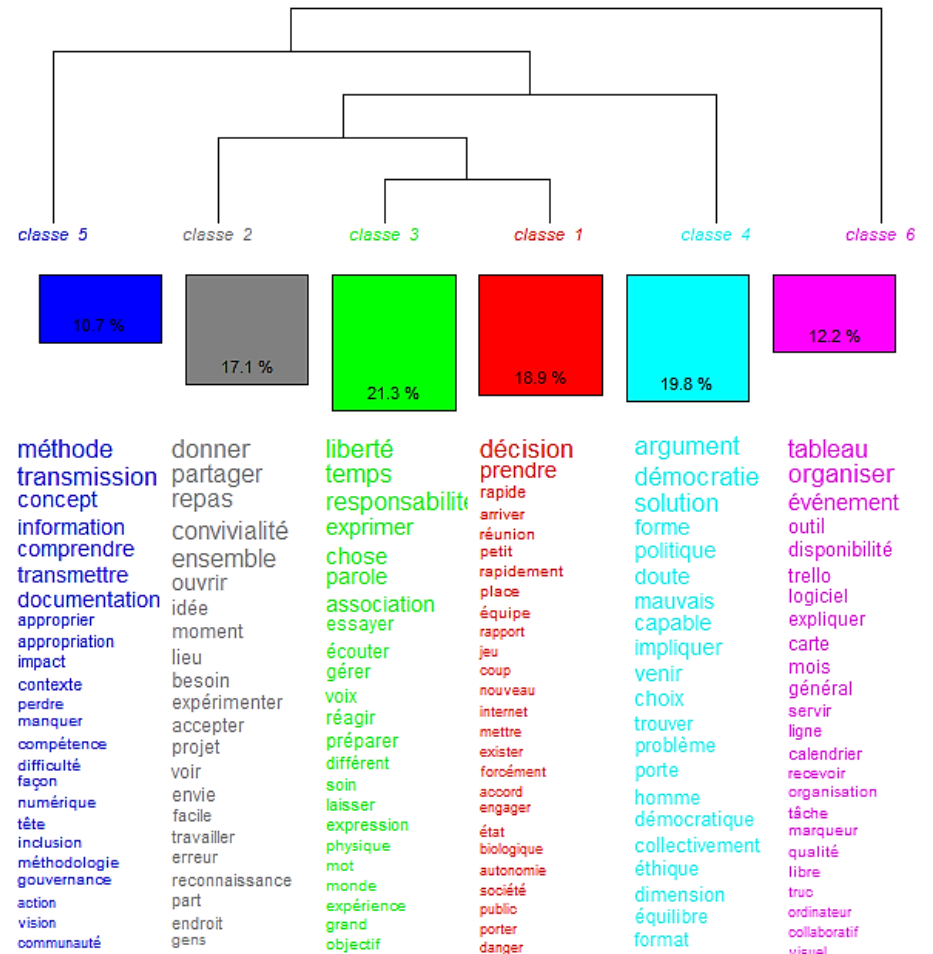 classe 5
classe 2
classe 3
classe 1
classe 4
classe 6
10.7 %
17.1 %
21.3 %
18.9 %
19.8 %
12.2 %
méthode
transmission
concept
information
comprendre
transmettre
documentation
approprier
appropriation
impact
contexte
perdre
manquer
compétence
difficulté
façon
numérique
tête
inclusion
méthodologie
gouvernance
action
vision
communauté
donner
partager
repas
convivialité
ensemble
ouvrir
idée
moment
lieu
besoin
expérimenter
accepter
projet
voir
envie
facile
travailler
erreur
reconnaissance
part
endroit
gens
liberté
temps
responsabilité
exprimer
chose
parole
association
essayer
écouter
gérer
voix
réagir
préparer
différent
soin
laisser
expression
physique
mot
monde
expérience
grand
objectif
décision
prendre
rapide
arriver
réunion
petit
rapidement
place
équipe
rapport
jeu
coup
nouveau
internet
mettre
exister
forcément
accord
engager
état
biologique
autonomie
société
public
porter
danger
argument
démocratie
solution
forme
politique
doute
mauvais
capable
impliquer
venir
choix
trouver
problème
porte
homme
démocratique
collectivement
éthique
dimension
équilibre
format
tableau
organiser
événement
outil
disponibilité
trello
logiciel
expliquer
carte
mois
général
servir
ligne
calendrier
recevoir
organisation
tâche
marqueur
qualité
libre
truc
ordinateur
collaboratif
visuel